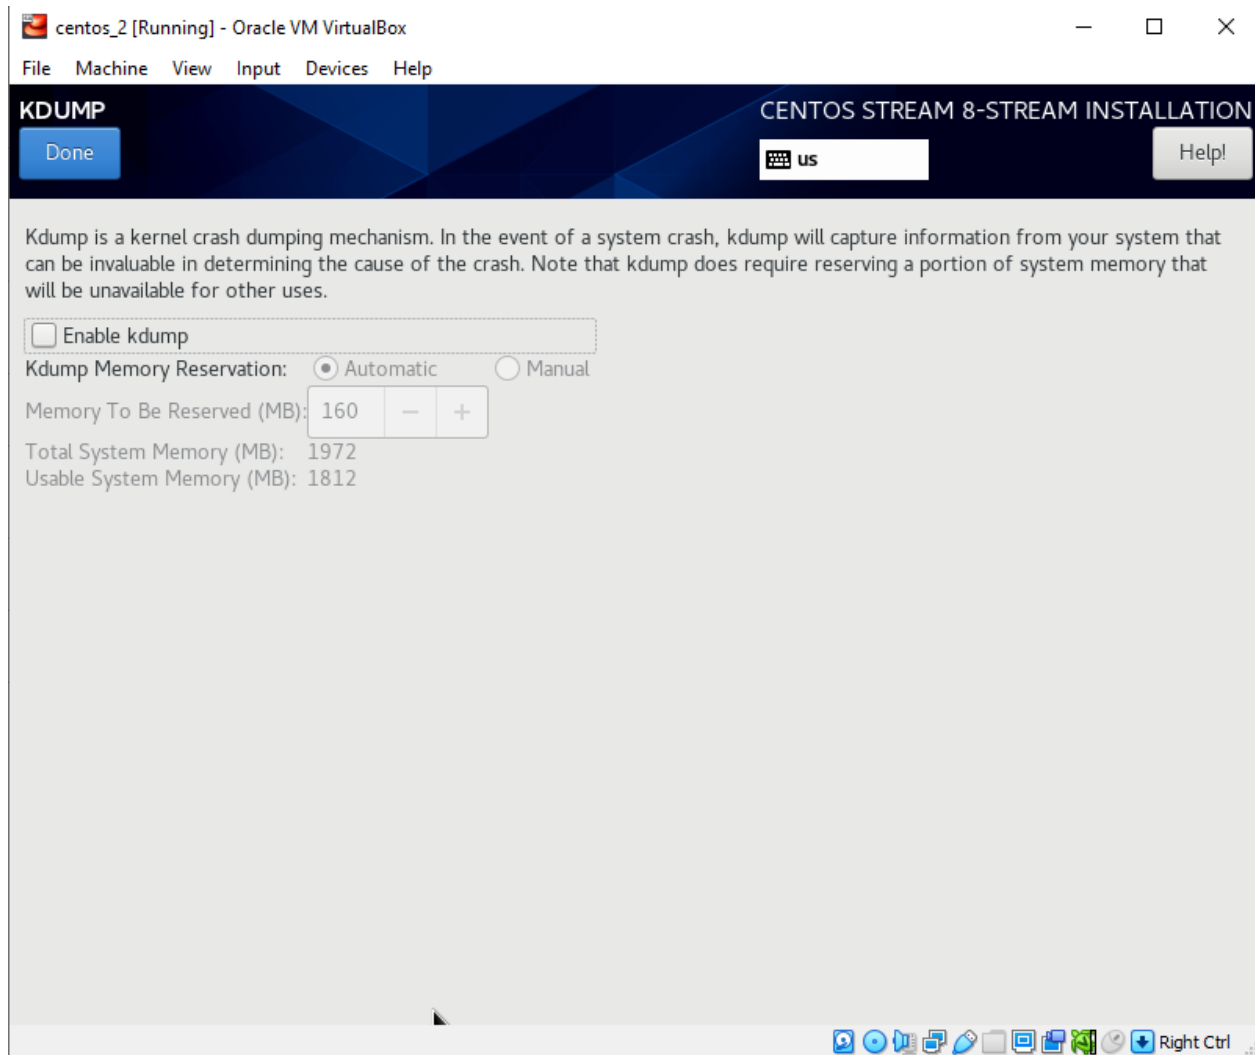 centos_2 [Running] - Oracle VM VirtualBox
File Machine View Input Devices Help
KDUMP
CENTOS STREAM 8-STREAM INSTALLATION
Done
us
Help!
Kdump is a kernel crash dumping mechanism. In the event of a system crash, kdump will capture information from your system that
can be invaluable in determining the cause of the crash. Note that kdump does require reserving a portion of system memory that
will be unavailable for other uses.
Enable kdump
Kdump Memory Reservation: Automatic Manual
Memory To Be Reserved (MB): 160 − +
Total System Memory (MB): 1972
Usable System Memory (MB): 1812
Right Ctrl